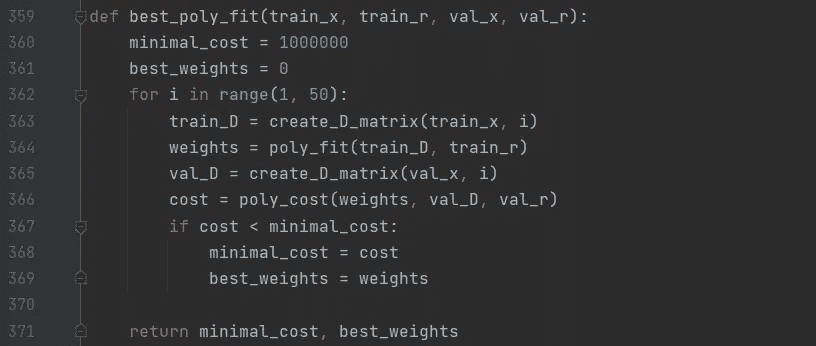 359 def best_poly_fit(train_x, train_r, val_x, val_r):
360     minimal_cost = 1000000
361     best_weights = 0
362     for i in range(1, 50):
363         train_D = create_D_matrix(train_x, i)
364         weights = poly_fit(train_D, train_r)
365         val_D = create_D_matrix(val_x, i)
366         cost = poly_cost(weights, val_D, val_r)
367         if cost < minimal_cost:
368             minimal_cost = cost
369             best_weights = weights
370
371     return minimal_cost, best_weights